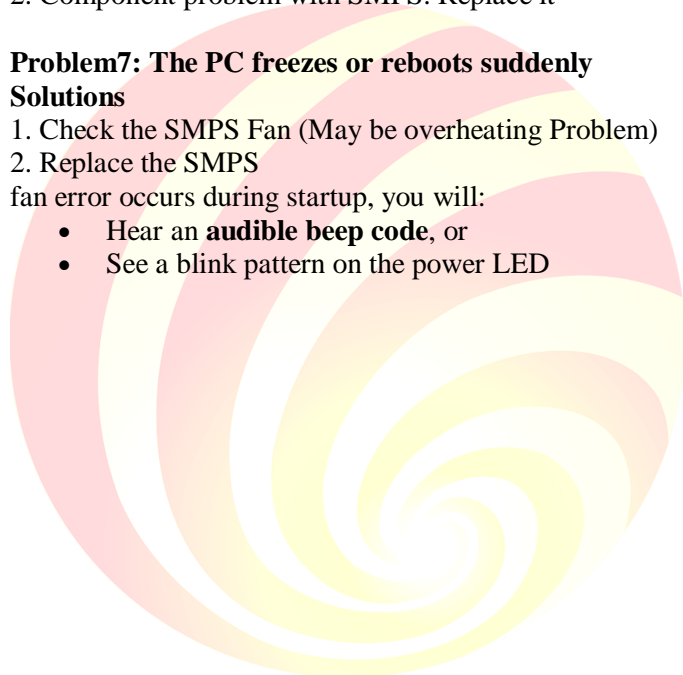 2. Component problem with SMPS. Replace it
Problem7: The PC freezes or reboots suddenly
Solutions
1. Check the SMPS Fan (May be overheating Problem)
2. Replace the SMPS
fan error occurs during startup, you will:
• Hear an audible beep code, or
• See a blink pattern on the power LED